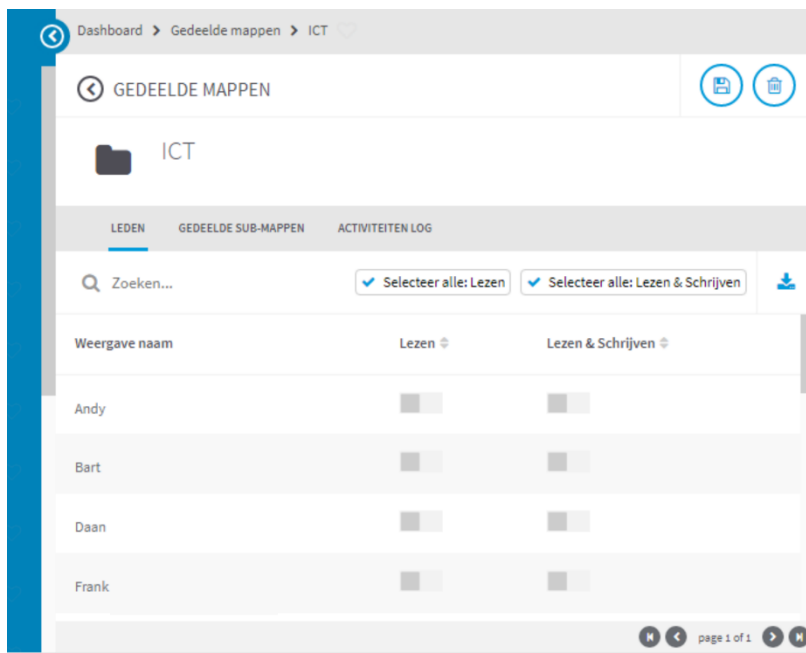 Dashboard > Gedeelde mappen > ICT
GEDEELDE MAPPEN
ICT
LEDEN GEDEELDE SUB-MAPPEN ACTIVITEITEN LOG
Zoeken... Selecteer alle: Lezen Selecteer alle: Lezen & Schrijven
Weergave naam Lezen Lezen & Schrijven
Andy
Bart
Daan
Frank
page 1 of 1